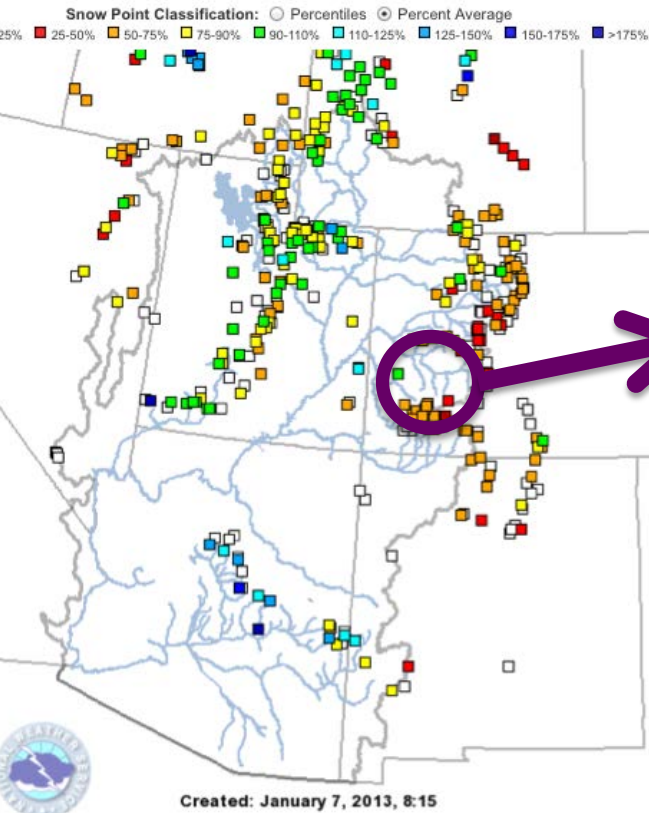 Snow Point Classification: Percentiles Percent Average
25% 25-50% 50-75% 75-90% 90-110% 110-125% 125-150% 150-175% >175%
Created: January 7, 2013, 8:15